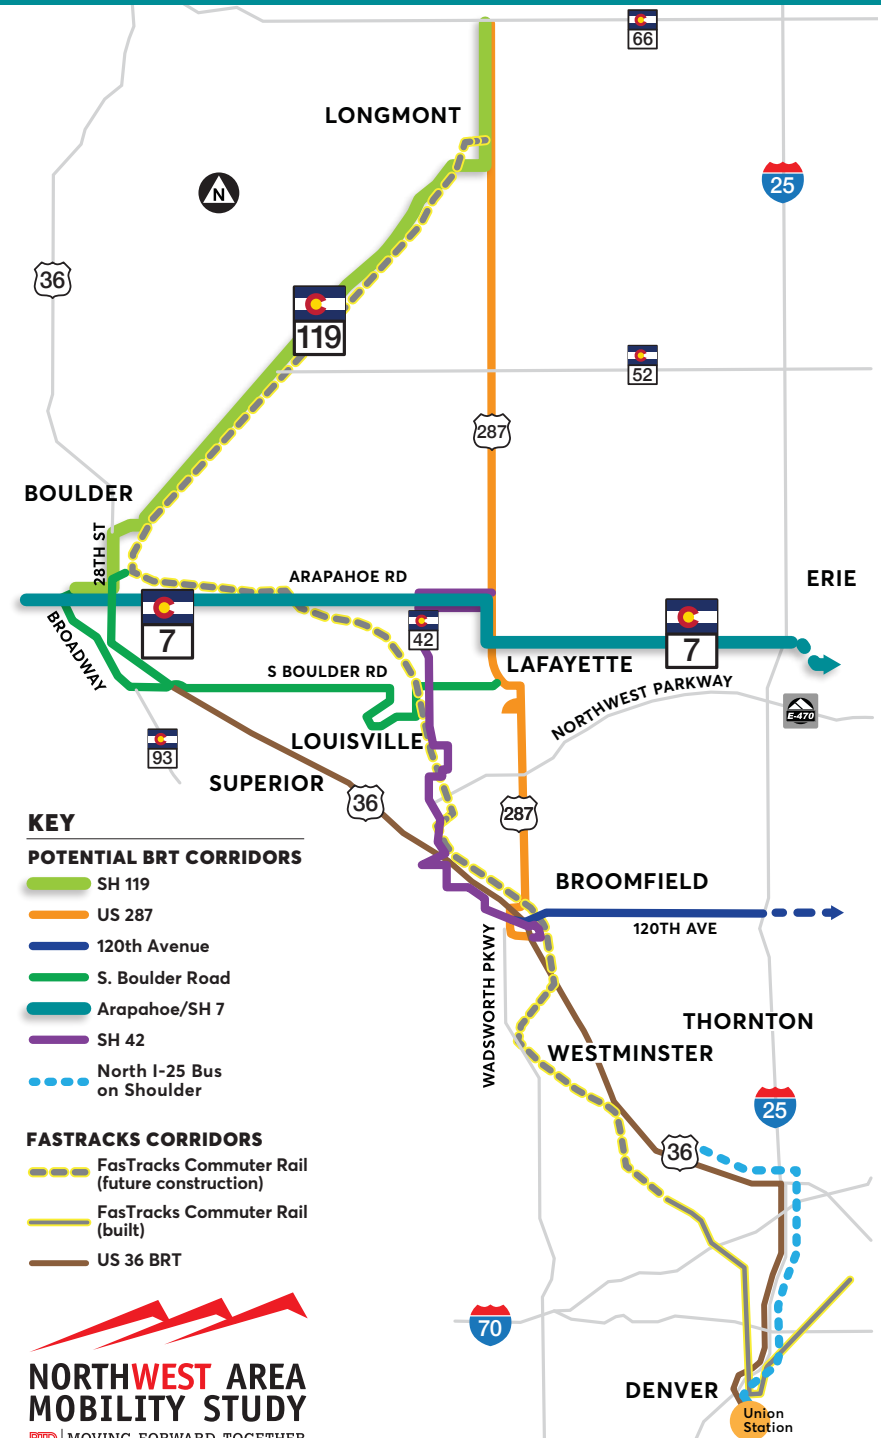 66
LONGMONT
25
N
36
119
52
287
BOULDER
28TH ST
ARAPAHOE RD
ERIE
7
42
7
BROADWAY
LAFAYETTE
S BOULDER RD
NORTHWEST PARKWAY
E-470
LOUISVILLE
93
SUPERIOR
36
287
KEY
POTENTIAL BRT CORRIDORS
SH 119
US 287
120th Avenue
S. Boulder Road
Arapahoe/SH 7
SH 42
North I-25 Bus
on Shoulder
BROOMFIELD
120TH AVE
WADSWORTH PKWY
THORNTON
WESTMINSTER
25
36
FASTRACKS CORRIDORS
FasTracks Commuter Rail
(future construction)
FasTracks Commuter Rail
(built)
US 36 BRT
70
NORTHWEST AREA
MOBILITY STUDY
RTD | MOVING FORWARD TOGETHER
DENVER
Union
Station